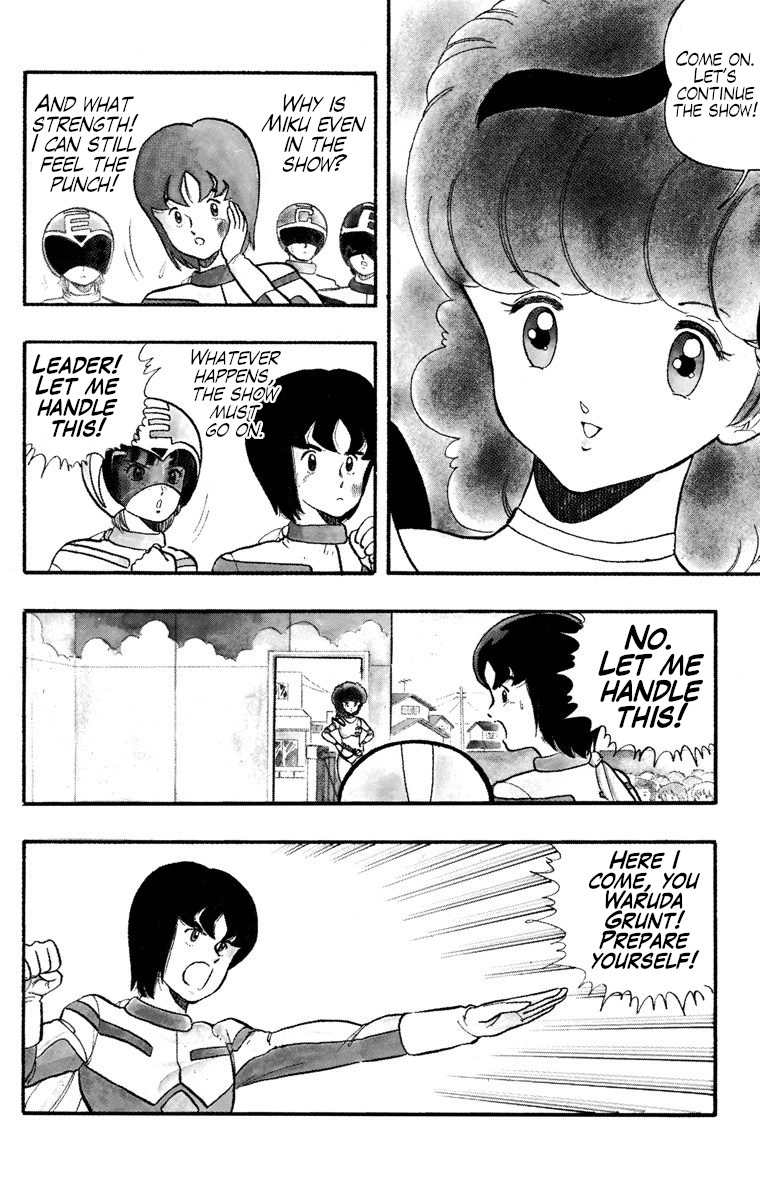 COME ON.
LET'S
CONTINUE
THE SHOW!
WHY IS
MIKU EVEN
IN THE
SHOW?
AND WHAT
STRENGTH!
I CAN STILL
FEEL THE
PUNCH!
E
C
E
WHATEVER
HAPPENS,
THE SHOW
MUST
GO ON.
LEADER!
LET ME
HANDLE
THIS!
E
NO.
LET ME
HANDLE
THIS!
HERE I
COME, YOU
WARUDA
GRUNT!
PREPARE
YOURSELF!